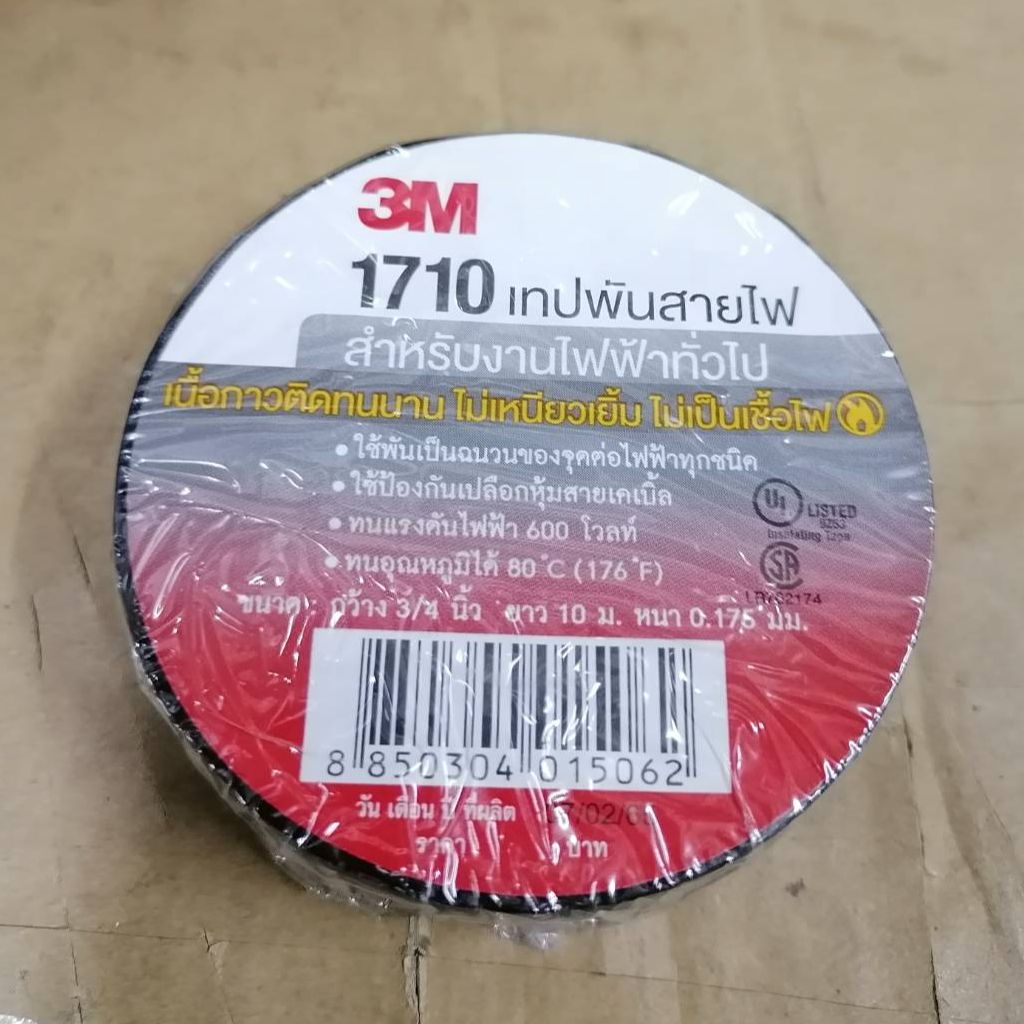 3M
1710 เทปพันสายไฟ
สำหรับงานไฟฟ้าทั่วไป
เนื้อกาวติดทนนาน ไม่เหนียวเยิ้ม ไม่เป็นเชื้อไฟ
• ใช้พันเป็นฉนวนของจุดต่อไฟฟ้าทุกชนิด
• ใช้ป้องกันเปลือกหุ้มสายเคเบิ้ล
• ทนแรงดันไฟฟ้า 600 โวลท์
• ทนอุณหภูมิได้ 80°C (176°F)
UL LISTED
Insulating Tape
SA
ขนาด กว้าง 3/4 นิ้ว ยาว 10 ม. หนา 0.175 มม.
8 850304 015062
วัน เดือน ปี ที่ผลิต
ราคา บาท